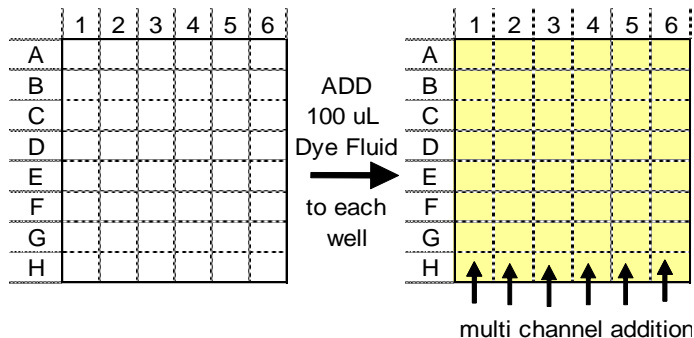 1 2 3 4 5 6
A
B
C
D
E
F
G
H
ADD
100 uL
Dye Fluid
to each
well
1 2 3 4 5 6
A
B
C
D
E
F
G
H
multi channel addition